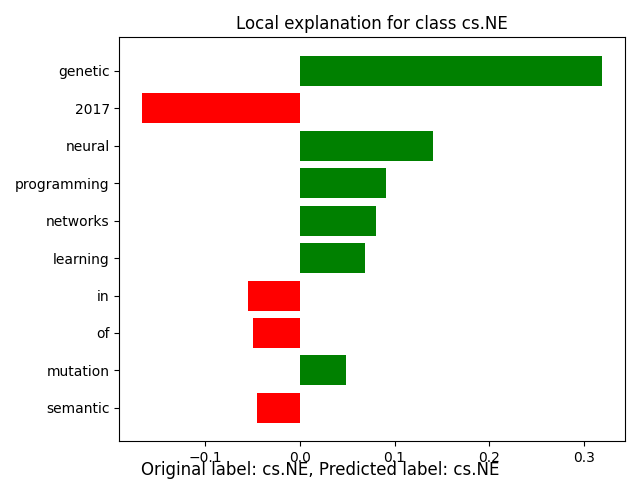 Local explanation for class cs.NE
genetic
2017
neural
programming
networks
learning
in
of
mutation
semantic
−0.1 0.0 0.1 0.2 0.3
Original label: cs.NE, Predicted label: cs.NE